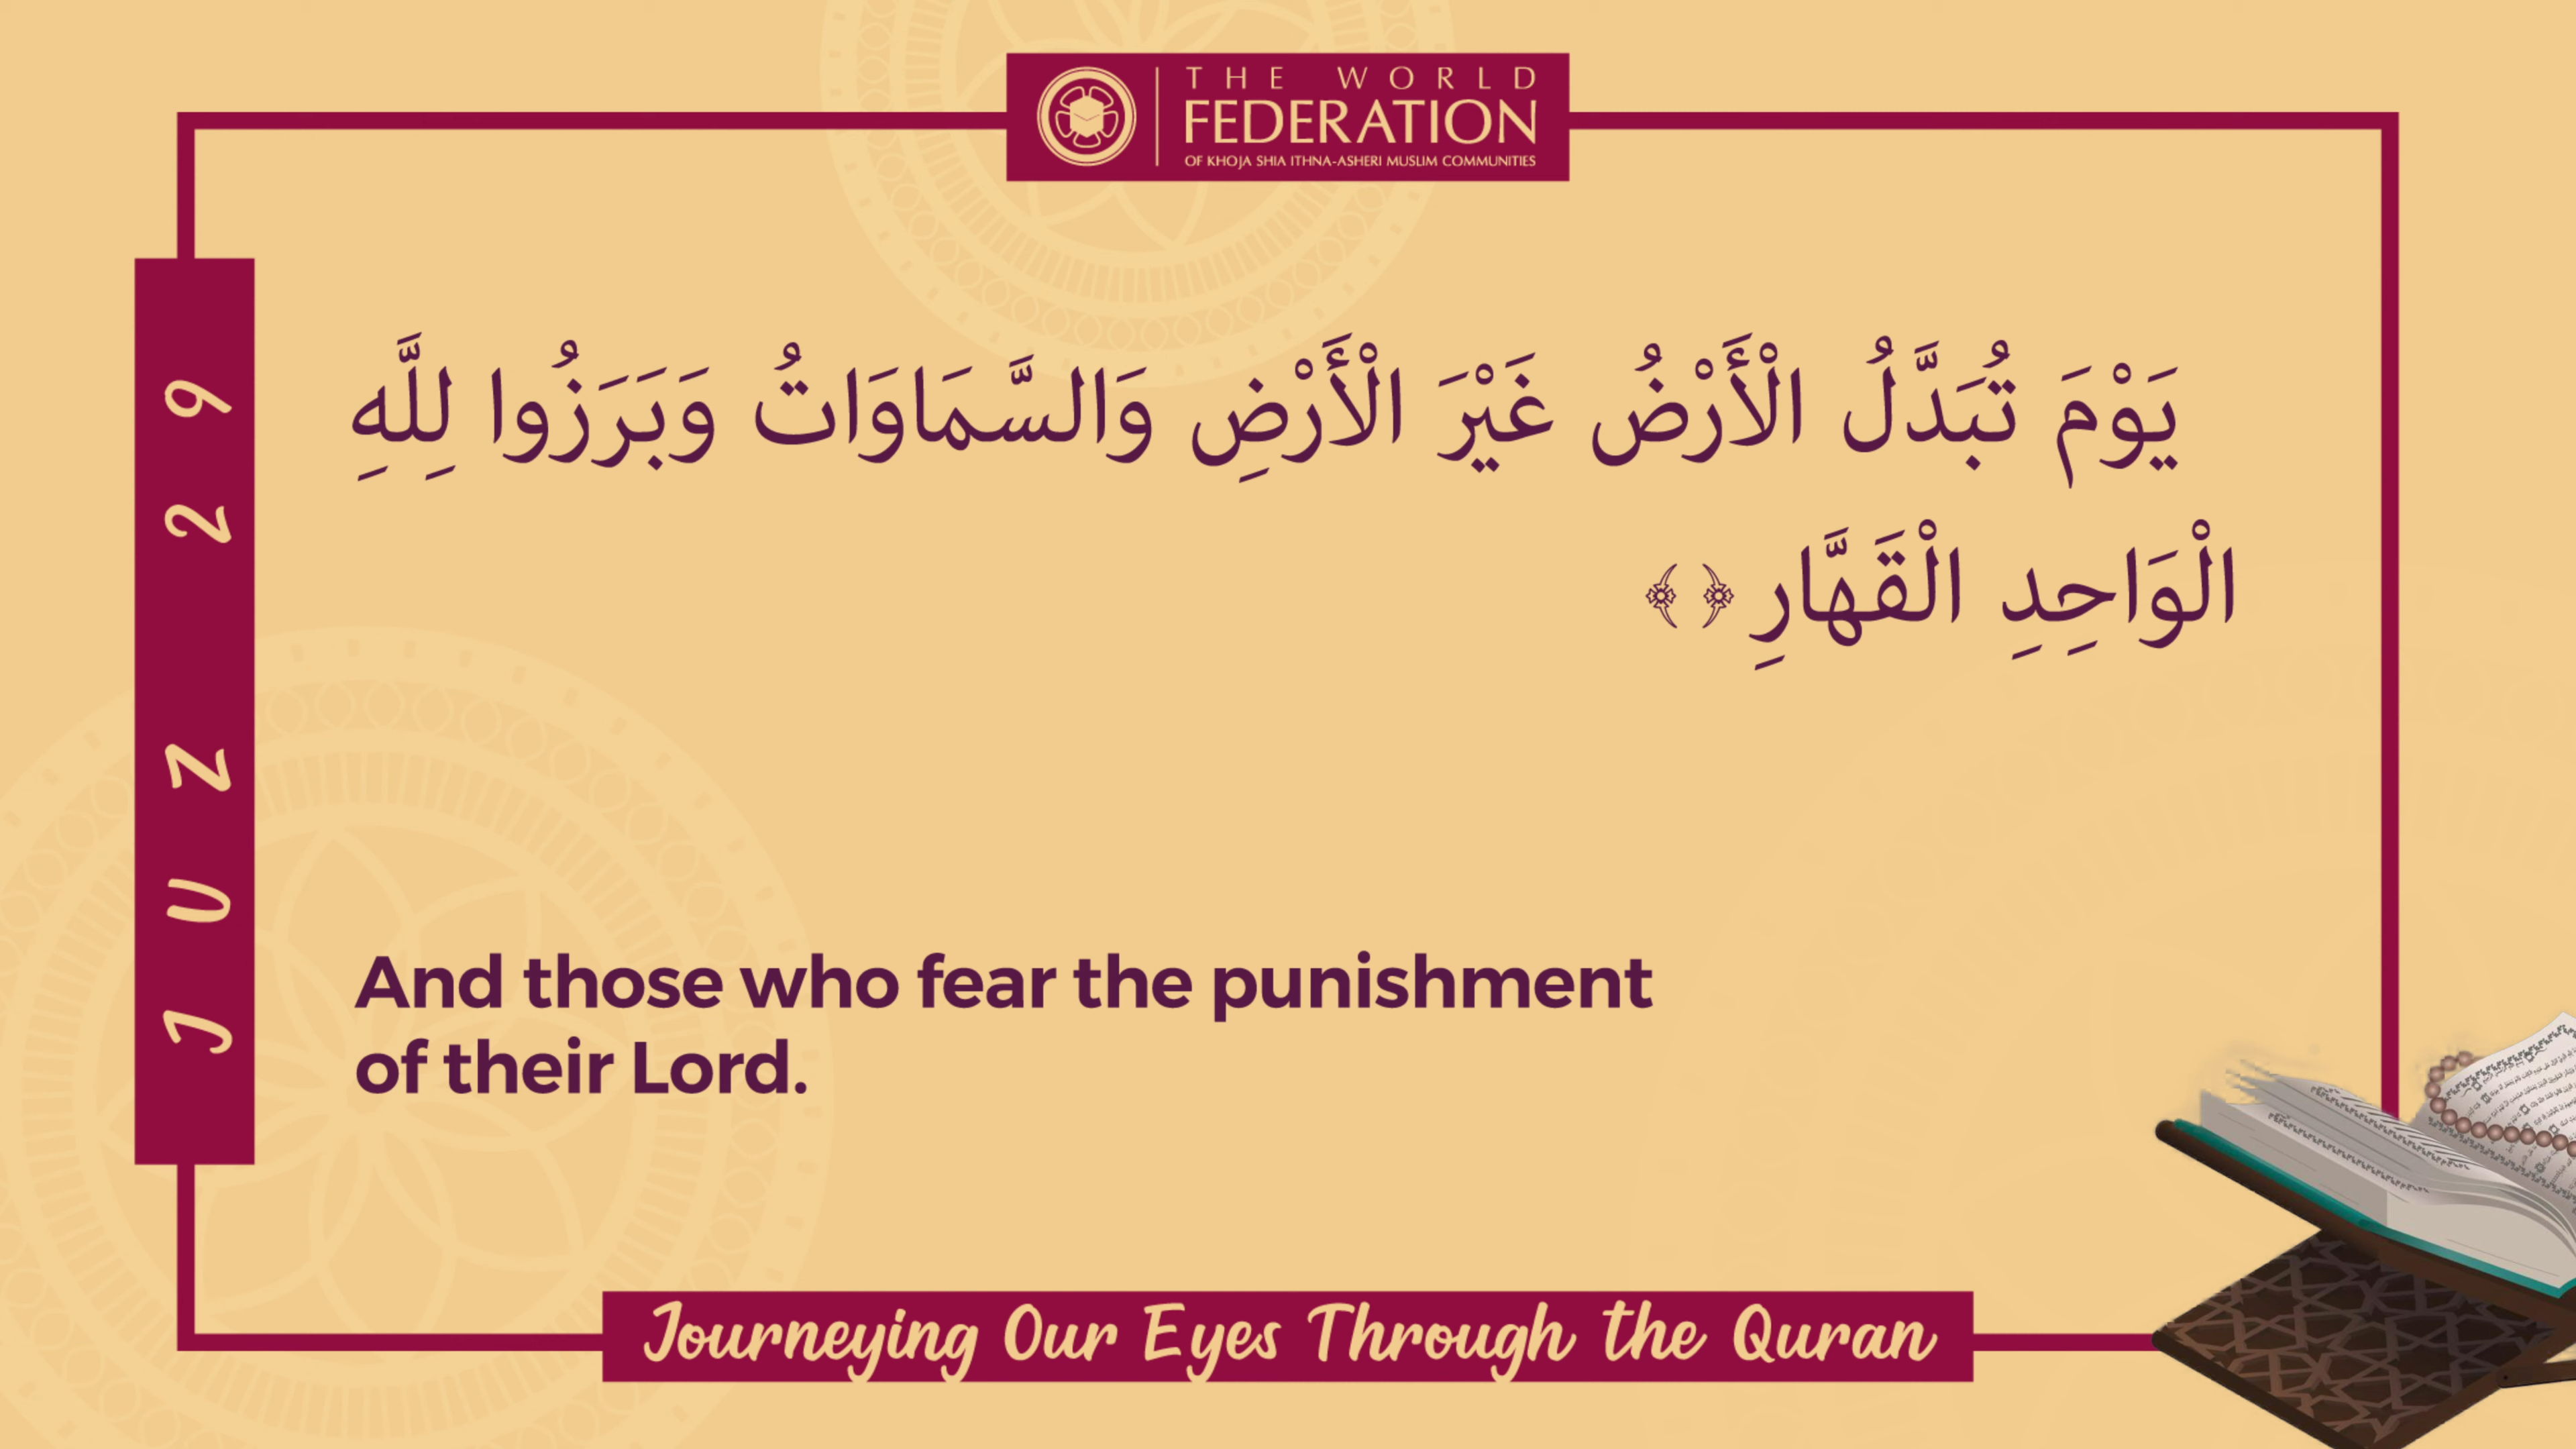 THE WORLD
FEDERATION
OF KHOJA SHIA ITHNA-ASHERI MUSLIM COMMUNITIES
يَوْمَ تُبَدَّلُ الْأَرْضُ غَيْرَ الْأَرْضِ وَالسَّمَاوَاتُ وَبَرَزُوا لِلَّهِ
الْوَاحِدِ الْقَهَّارِ ﴿ ﴾
JUZ 29
And those who fear the punishment
of their Lord.
Journeying Our Eyes Through the Quran